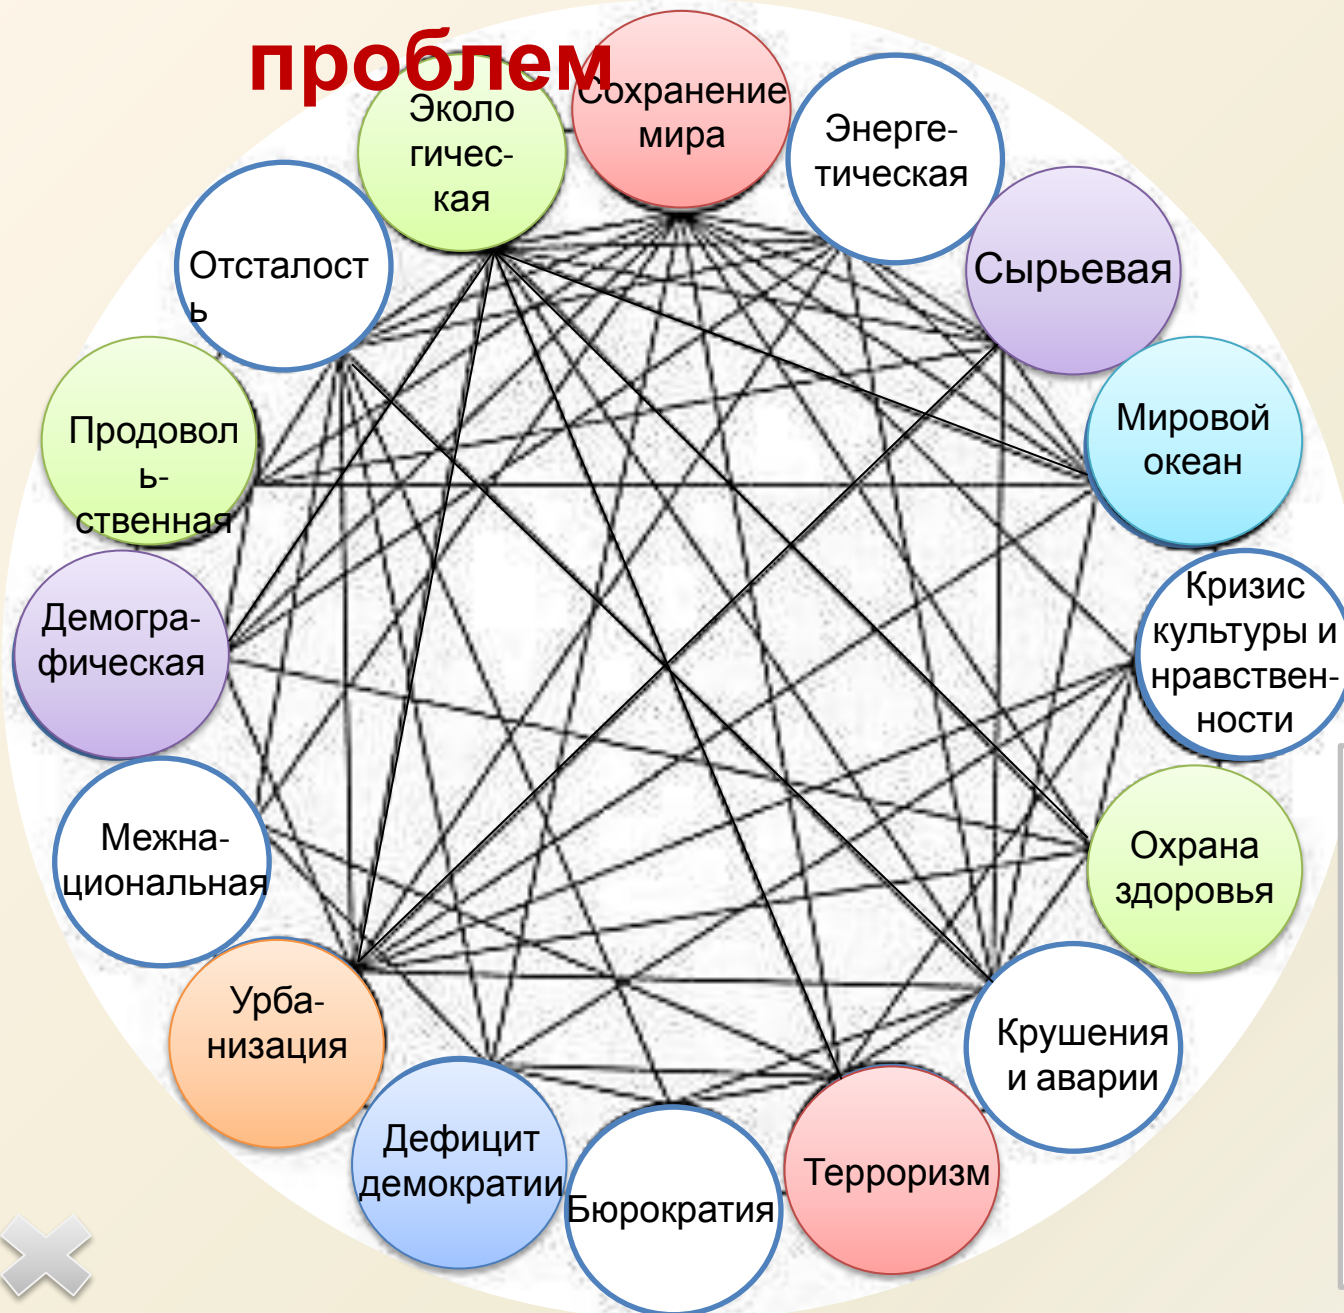 проблем
Сохранение
мира
Энерге-
тическая
Сырьевая
Мировой
океан
Кризис
культуры и
нравствен-
ности
Охрана
здоровья
Крушения
и аварии
Терроризм
Бюрократия
Дефицит
демократии
Урба-
низация
Межна-
циональная
Демогра-
фическая
Продовол
ь-
ственная
Отсталост
ь
Эколо
гичес-
кая